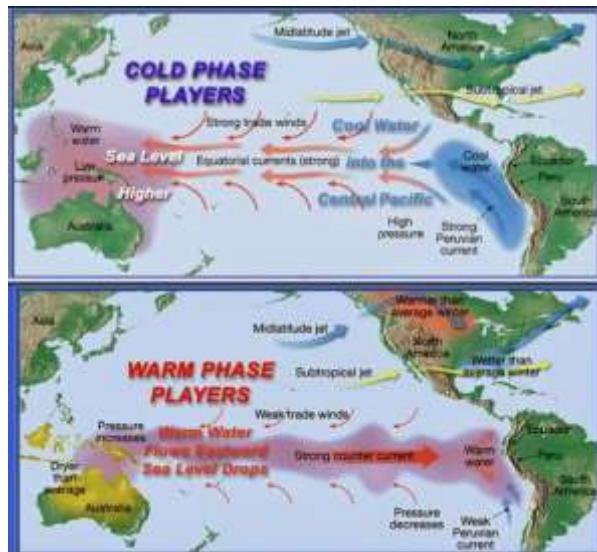 Asia
Midlatitude jet
North
America
COLD PHASE
PLAYERS
Subtropical jet
Strong trade winds
Cool Water
Warm
water
Sea Level
Equatorial currents (strong)
Into the
Cool
water
Ecuador
Low
pressure
Higher
Central Pacific
Peru
High
pressure
Strong
Peruvian
current
South
America
Australia
Warmer than
average winter
Asia
Midlatitude jet
North
America
Wetter than
average winter
Subtropical jet
WARM PHASE
PLAYERS
Weak trade winds
Pressure
increases
Warm Water
Flows Eastward
Sea Level Drops
Strong counter current
Warm
water
Ecuador
Peru
Dryer than
average
Australia
Pressure
decreases
Weak
Peruvian
current
South
America